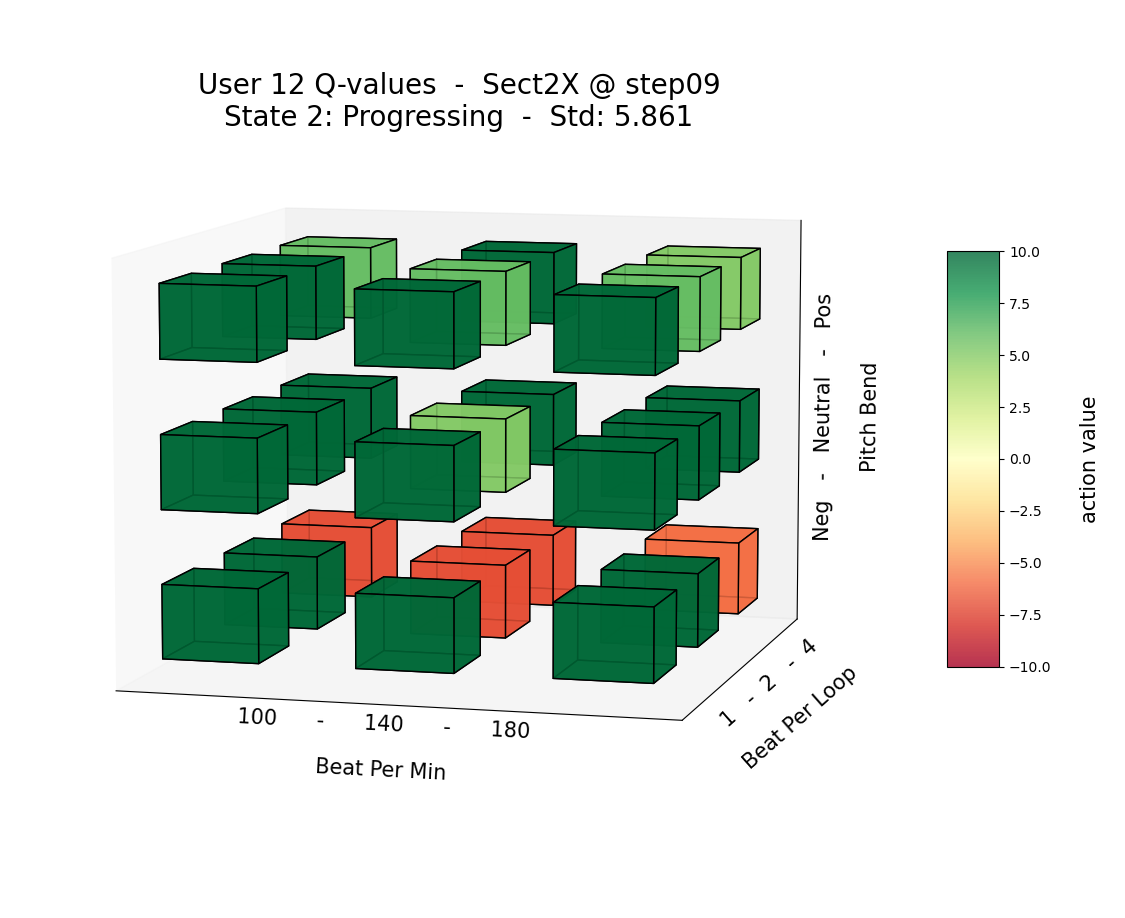 User 12 Q-values  -  Sect2X @ step09
State 2: Progressing  -  Std: 5.861
Neg   -   Neutral   -   Pos
Pitch Bend
1  -  2  -  4
Beat Per Loop
100     -     140     -     180
Beat Per Min
10.0
7.5
5.0
2.5
0.0
−2.5
−5.0
−7.5
−10.0
action value